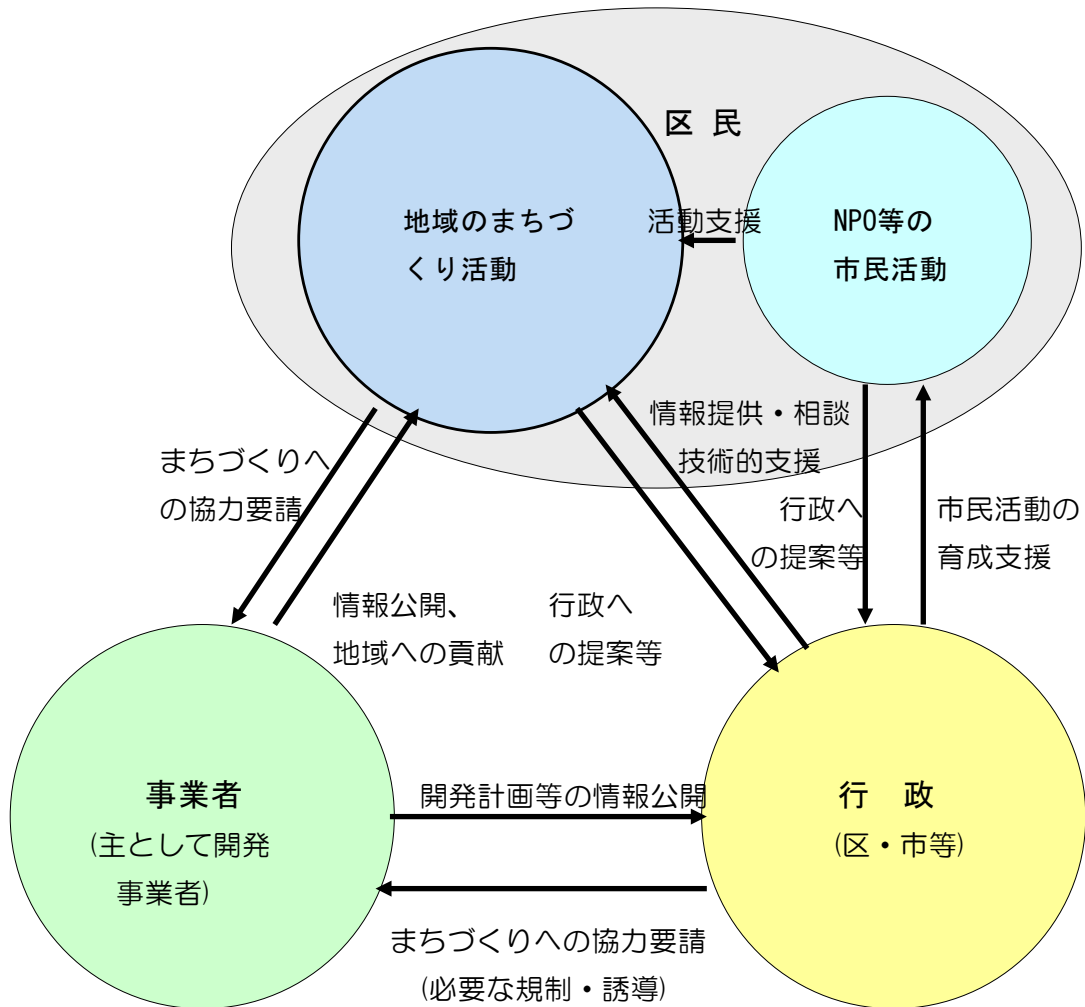 区 民
地域のまちづ
くり活動
活動支援
NPO等の
市民活動
情報提供・相談
技術的支援
まちづくりへ
の協力要請
行政へ
の提案等
市民活動の
育成支援
情報公開、
地域への貢献
行政へ
の提案等
事業者
(主として開発
事業者)
開発計画等の情報公開
行　政
(区・市等)
まちづくりへの協力要請
(必要な規制・誘導)